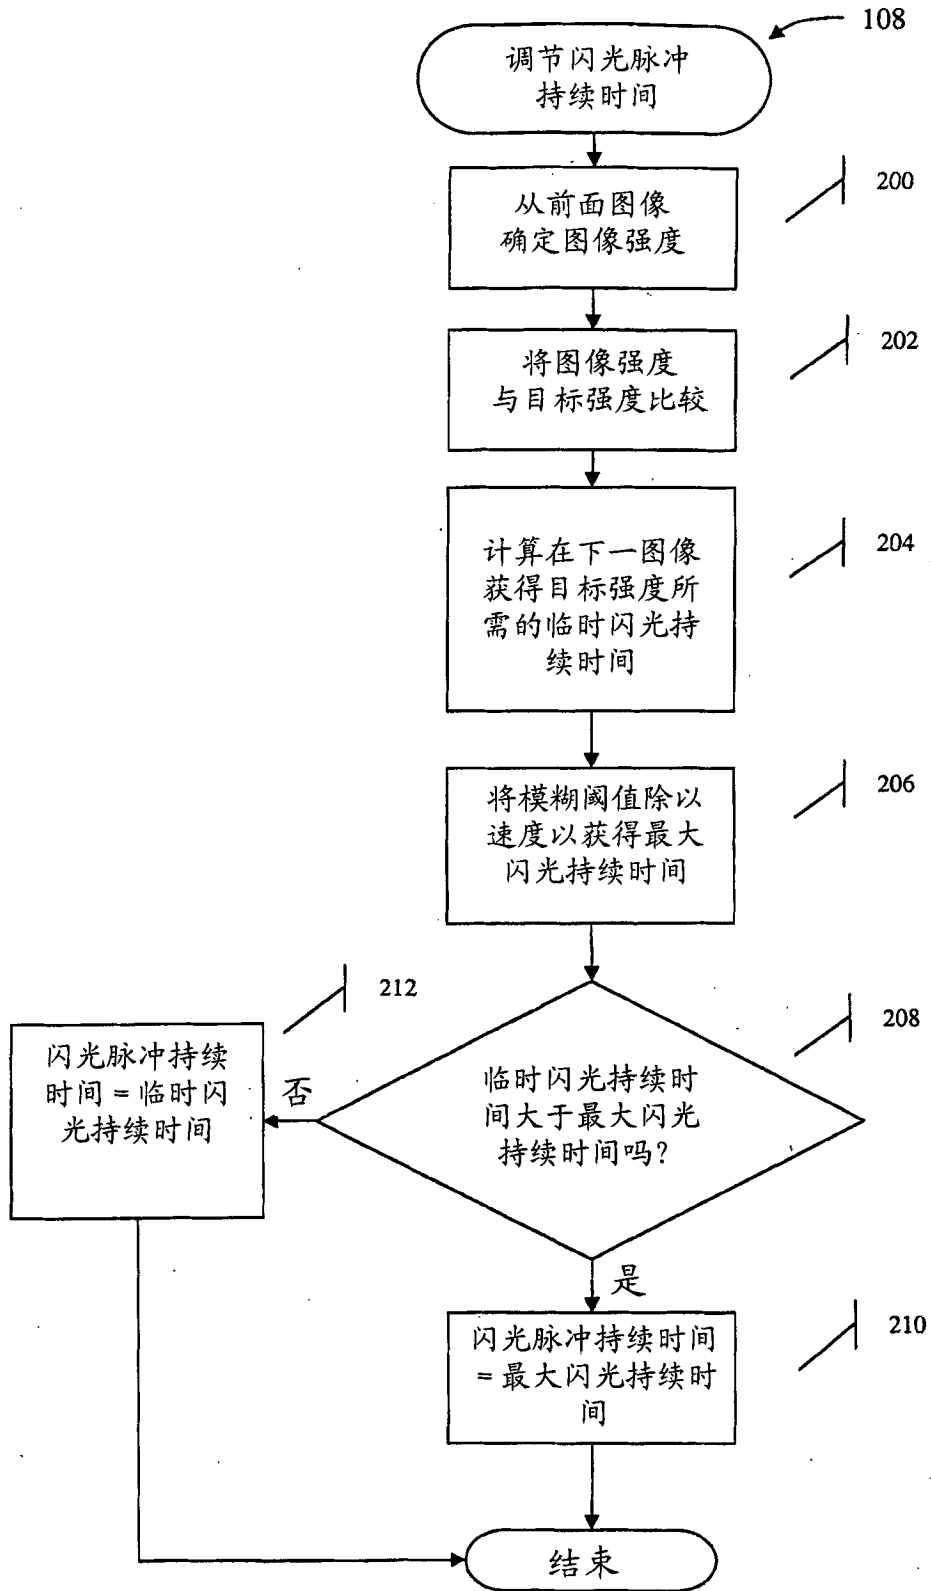 108
调节闪光脉冲
持续时间
200
从前面图像
确定图像强度
202
将图像强度
与目标强度比较
204
计算在下一图像
获得目标强度所
需的临时闪光持
续时间
206
将模糊阈值除以
速度以获得最大
闪光持续时间
208
临时闪光持续时
间大于最大闪光
持续时间吗?
否
212
闪光脉冲持续
时间=临时闪
光持续时间
是
210
闪光脉冲持续时间
=最大闪光持续时
间
结束